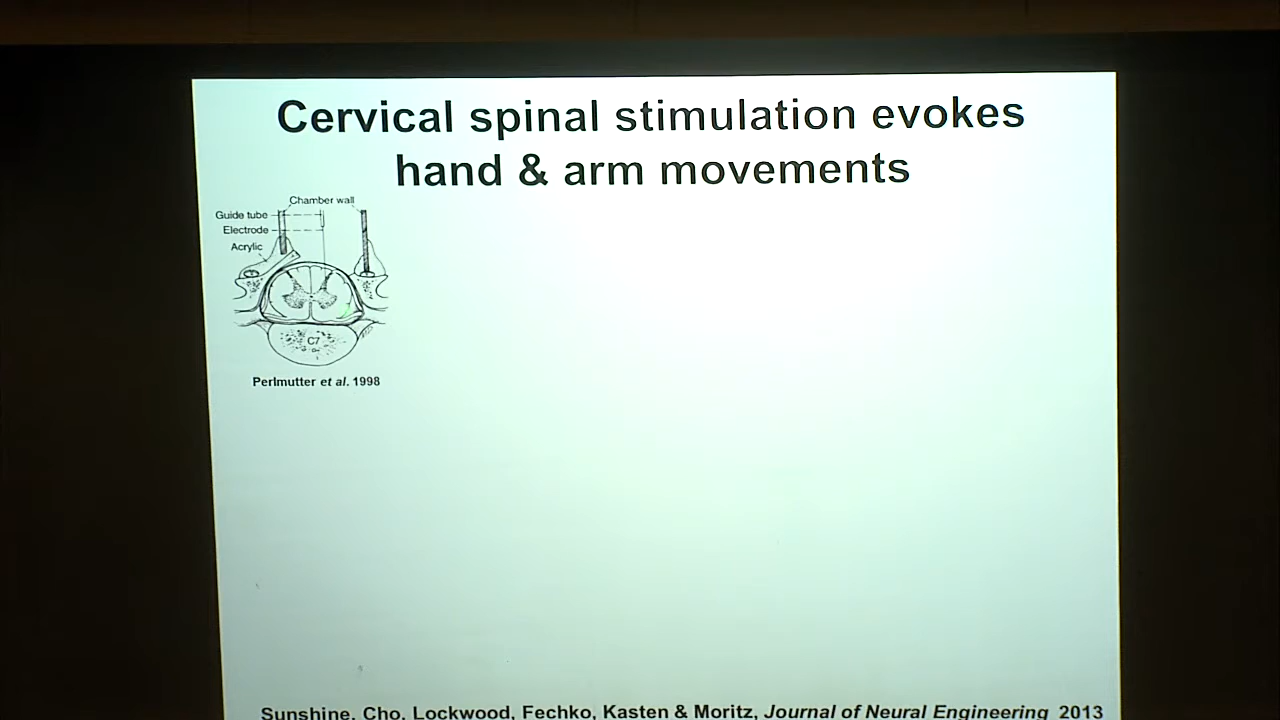 Cervical spinal stimulation evokes
hand & arm movements
Chamber wall
Guide tube
Electrode
Acrylic
C7
Perlmutter et al. 1998
Sunshine, Cho, Lockwood, Fechko, Kasten & Moritz, Journal of Neural Engineering 2013